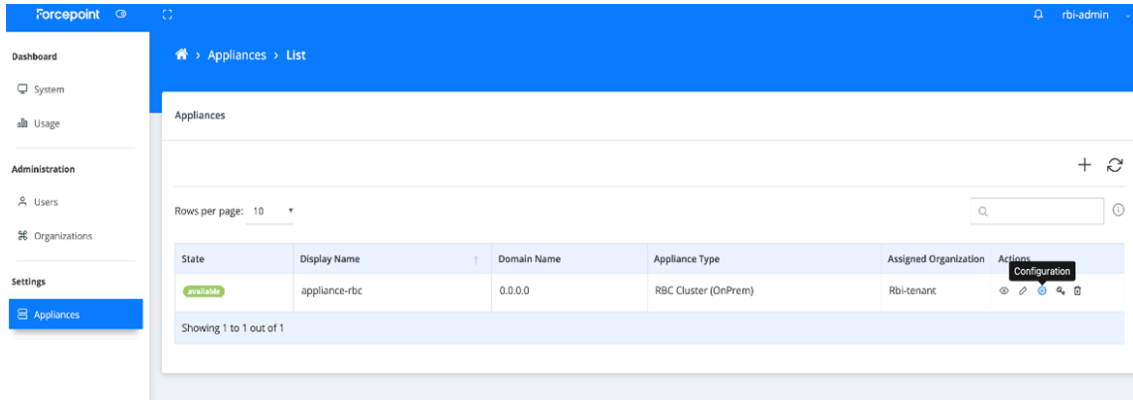 Forcepoint
rbi-admin
Dashboard
System
Usage
Administration
Users
Organizations
Settings
Appliances
> Appliances > List
Appliances
Rows per page: 10
State Display Name Domain Name Appliance Type Assigned Organization Actions
Configuration
available appliance-rbc 0.0.0.0 RBC Cluster (OnPrem) Rbi-tenant
Showing 1 to 1 out of 1